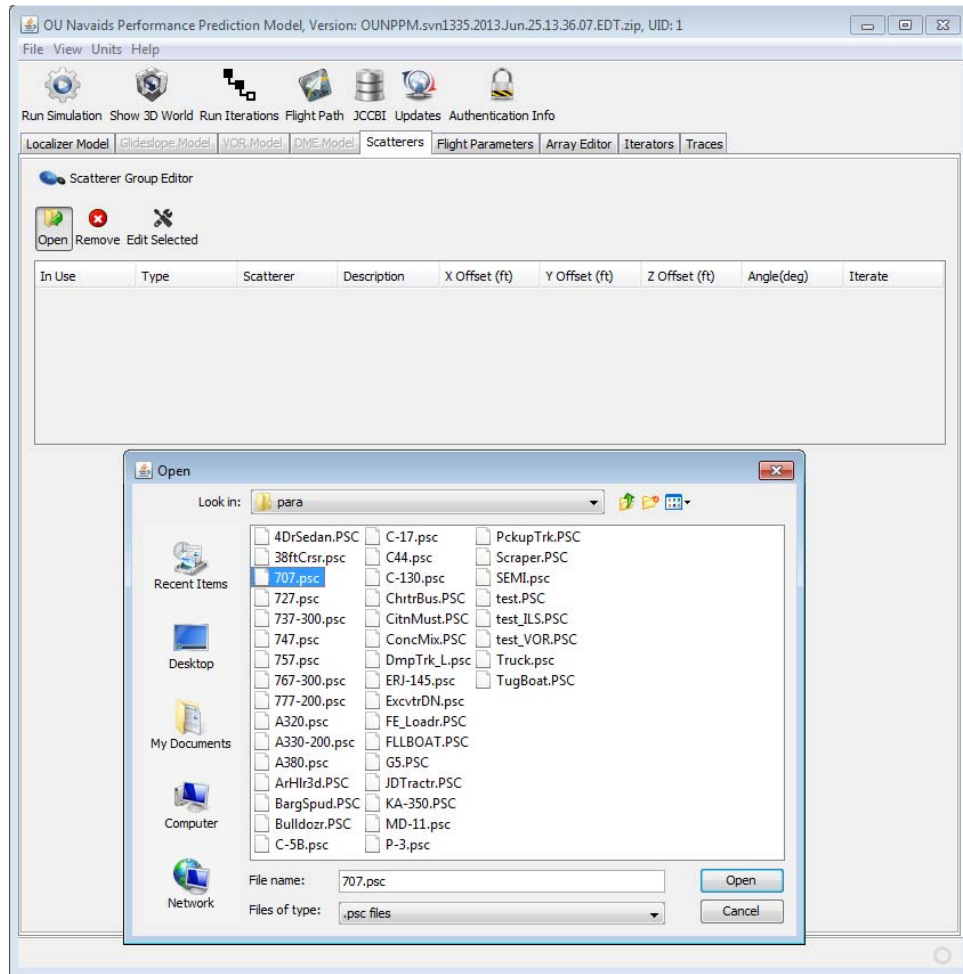 OU Navaids Performance Prediction Model, Version: OUNPPM.svn1335.2013.Jun.25.13.36.07.EDT.zip, UID: 1
File View Units Help
Run Simulation Show 3D World Run Iterations Flight Path JCCBI Updates Authentication Info
Localizer Model Glideslope Model VOR Model DME Model Scatterers Flight Parameters Array Editor Iterators Traces
Scatterer Group Editor
Open Remove Edit Selected
In Use Type Scatterer Description X Offset (ft) Y Offset (ft) Z Offset (ft) Angle(deg) Iterate
Open
Look in: para
Recent Items
Desktop
My Documents
Computer
Network
4DrSedan.PSC C-17.psc PckupTrk.PSC
38ftCrsr.psc C44.psc Scraper.PSC
707.psc C-130.psc SEMI.psc
727.psc ChrtrBus.PSC test.PSC
737-300.psc CitnMust.PSC test_ILS.PSC
747.psc ConcMix.PSC test_VOR.PSC
757.psc DmpTrk_L.psc Truck.psc
767-300.psc ERJ-145.psc TugBoat.PSC
777-200.psc ExcvtrDN.psc
A320.psc FE_Loadr.PSC
A330-200.psc FLLBOAT.PSC
A380.psc G5.PSC
ArHlr3d.PSC JDTractr.PSC
BargSpud.PSC KA-350.PSC
Bulldozr.PSC MD-11.psc
C-5B.psc P-3.psc
File name: 707.psc Open
Files of type: .psc files Cancel